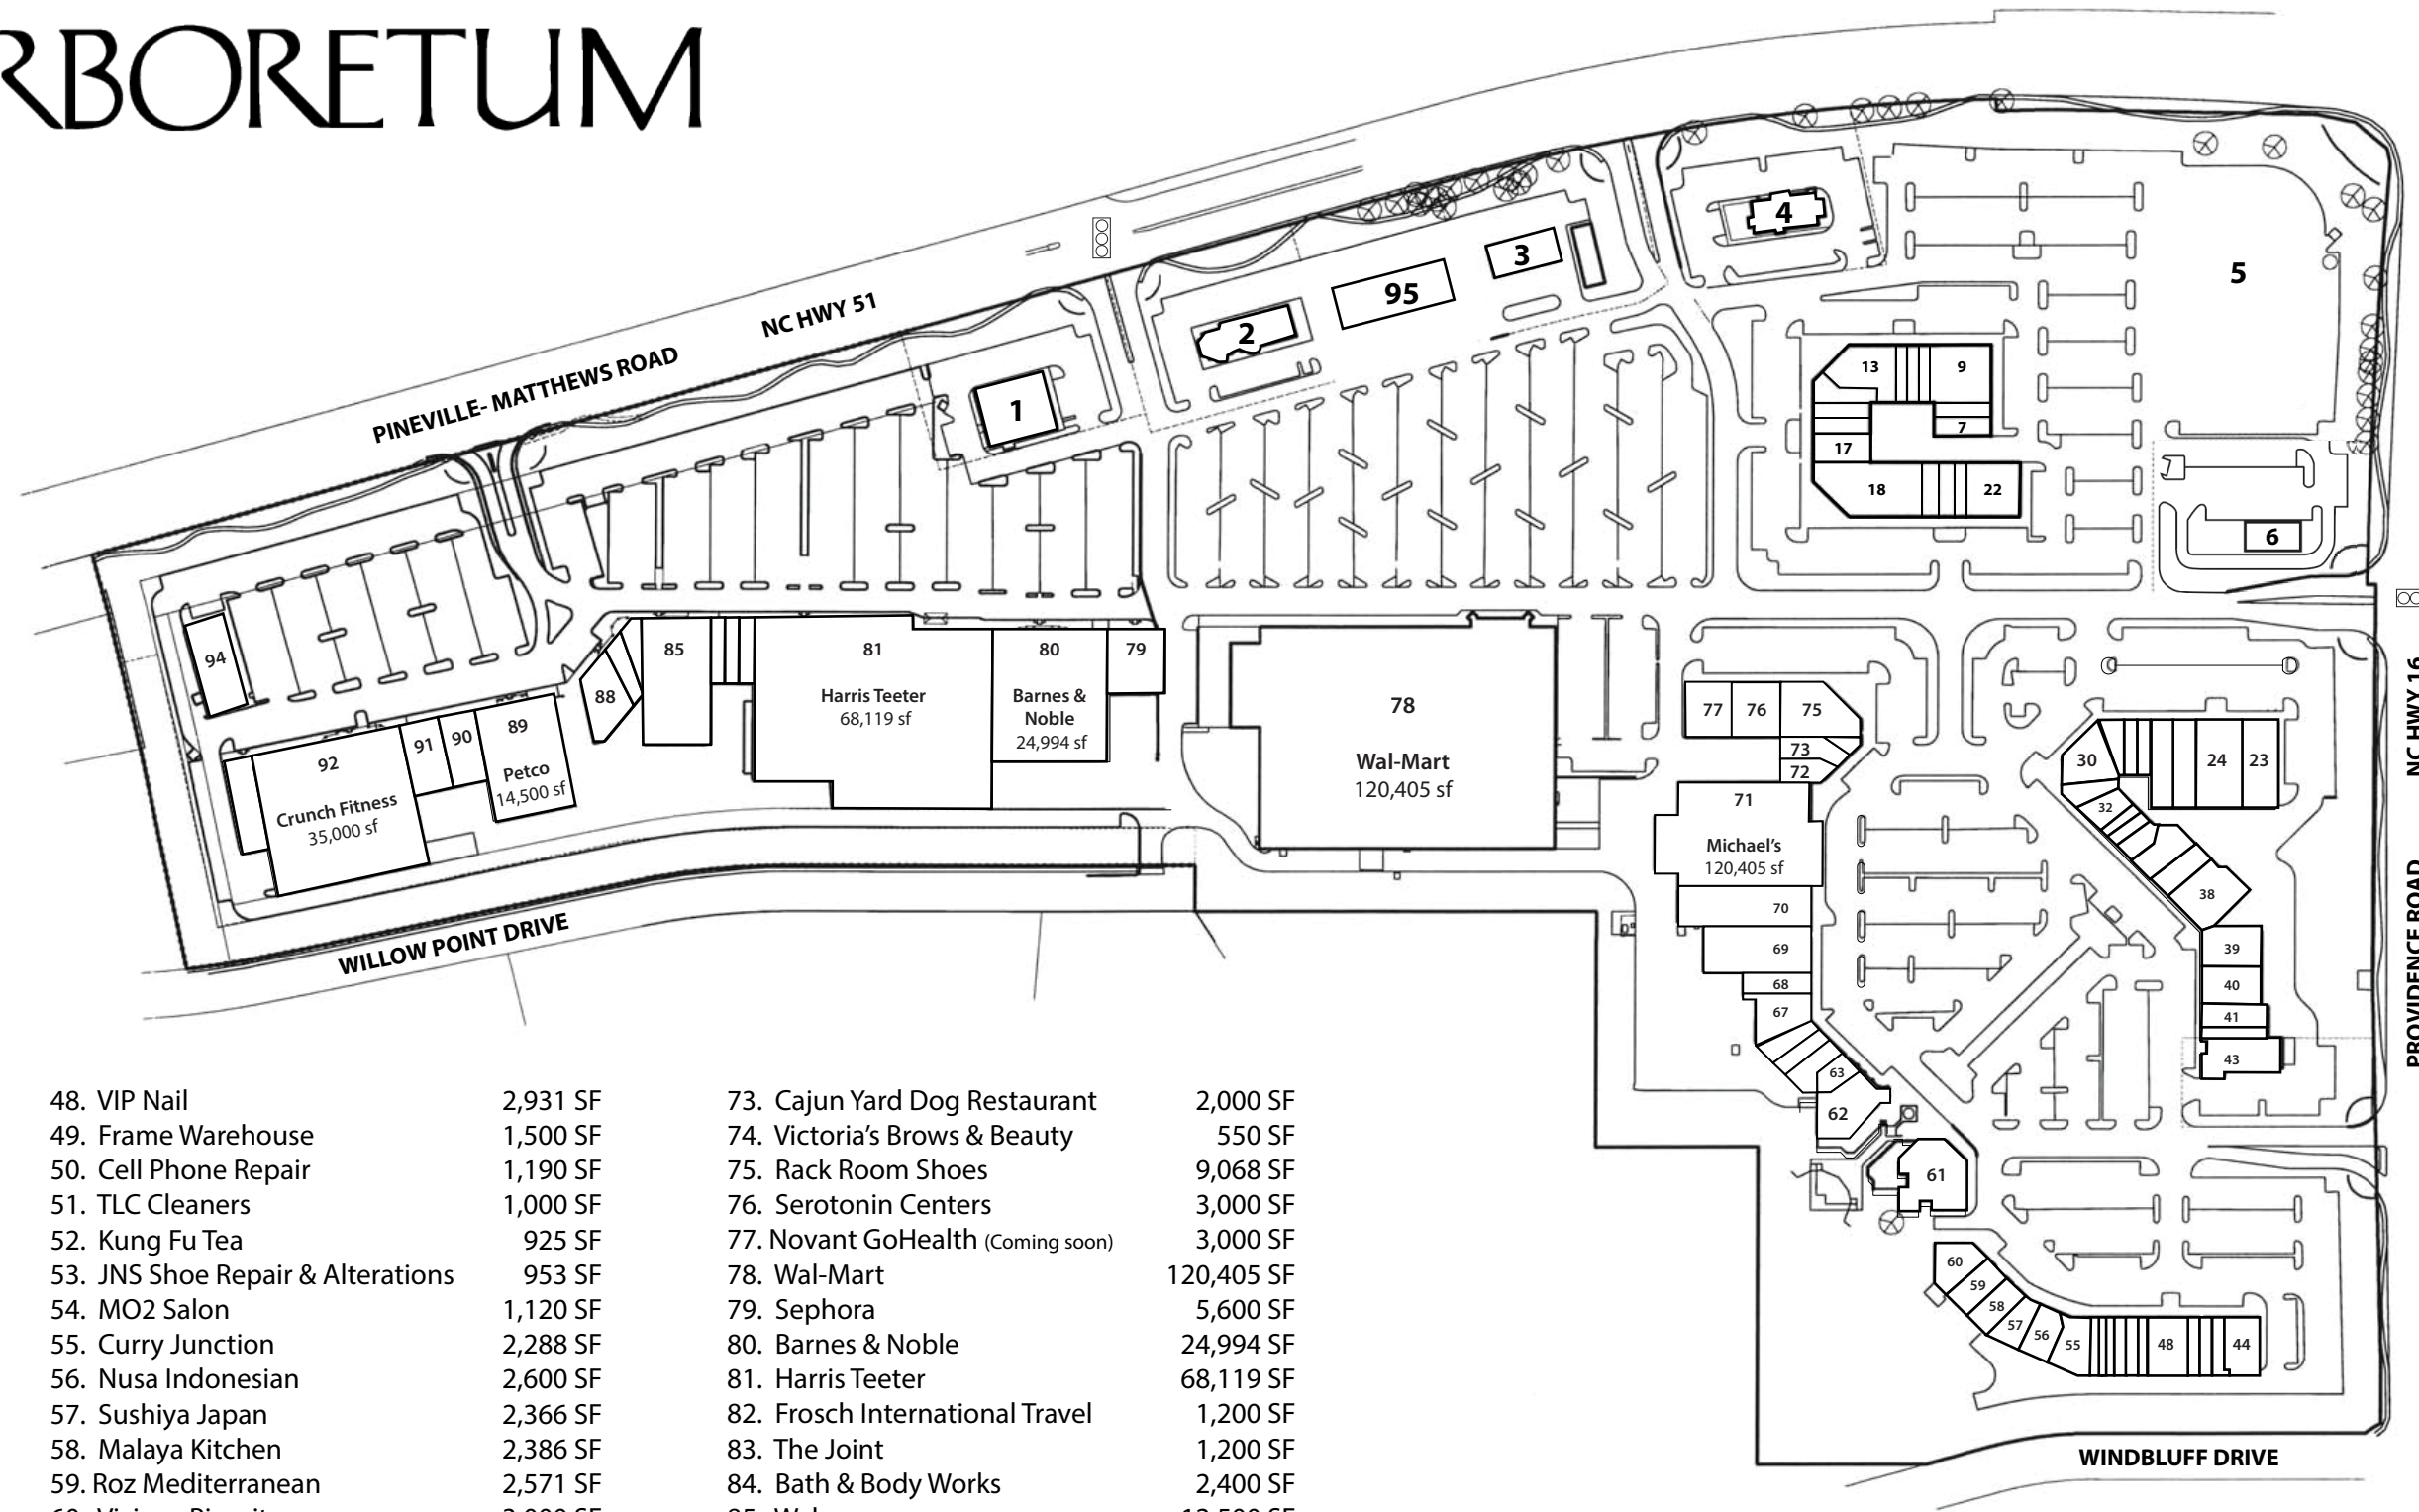 RBORETUM
PINEVILLE- MATTHEWS ROAD
NC HWY 51
1
2
95
3
4
5
13
9
7
17
18
22
6
94
88
85
81
Harris Teeter
68,119 sf
80
Barnes &
Noble
24,994 sf
79
78
Wal-Mart
120,405 sf
92
Crunch Fitness
35,000 sf
91
90
89
Petco
14,500 sf
77
76
75
73
72
71
Michael's
120,405 sf
70
69
68
67
63
62
61
30
24
23
32
38
39
40
41
43
60
59
58
57
56
55
48
44
NC HWY 16
PROVIDENCE ROAD
WILLOW POINT DRIVE
WINDBLUFF DRIVE
48. VIP Nail 2,931 SF
49. Frame Warehouse 1,500 SF
50. Cell Phone Repair 1,190 SF
51. TLC Cleaners 1,000 SF
52. Kung Fu Tea 925 SF
53. JNS Shoe Repair & Alterations 953 SF
54. MO2 Salon 1,120 SF
55. Curry Junction 2,288 SF
56. Nusa Indonesian 2,600 SF
57. Sushiya Japan 2,366 SF
58. Malaya Kitchen 2,386 SF
59. Roz Mediterranean 2,571 SF
73. Cajun Yard Dog Restaurant 2,000 SF
74. Victoria's Brows & Beauty 550 SF
75. Rack Room Shoes 9,068 SF
76. Serotonin Centers 3,000 SF
77. Novant GoHealth (Coming soon) 3,000 SF
78. Wal-Mart 120,405 SF
79. Sephora 5,600 SF
80. Barnes & Noble 24,994 SF
81. Harris Teeter 68,119 SF
82. Frosch International Travel 1,200 SF
83. The Joint 1,200 SF
84. Bath & Body Works 2,400 SF